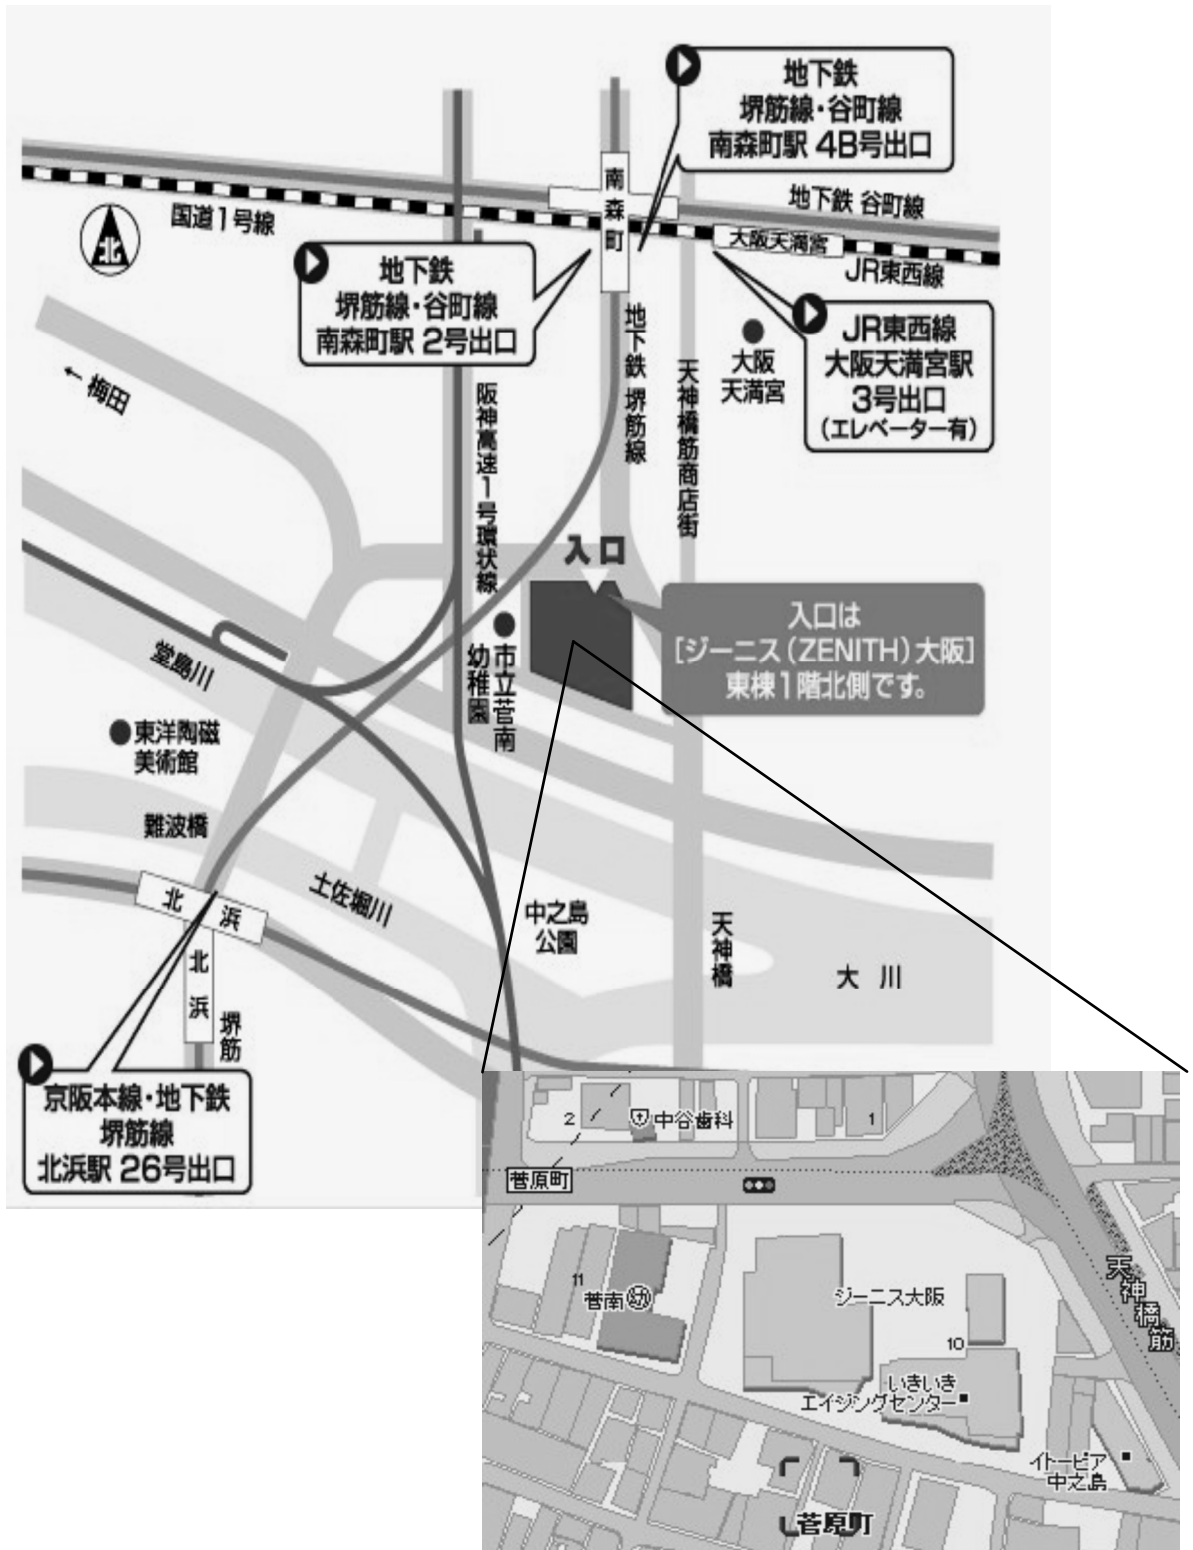 地下鉄
堺筋線・谷町線
南森町駅 4B号出口
南森町
地下鉄 谷町線
国道1号線
大阪天満宮
JR東西線
北
地下鉄
堺筋線・谷町線
南森町駅 2号出口
JR東西線
大阪天満宮駅
3号出口
(エレベーター有)
大阪
天満宮
地下鉄 堺筋線
天神橋筋商店街
←梅田
阪神高速1号環状線
入口
入口は
[ジーニス(ZENITH)大阪]
東棟1階北側です。
市立菅南
幼稚園
堂島川
東洋陶磁
美術館
難波橋
土佐堀川
中之島
公園
天神橋
大川
北浜
北浜
堺筋
京阪本線・地下鉄
堺筋線
北浜駅 26号出口
2
中谷歯科
1
菅原町
天神橋筋
11
菅南幼
ジーニス大阪
10
いきいき
エイジングセンター
イトーピア
中之島
菅原町